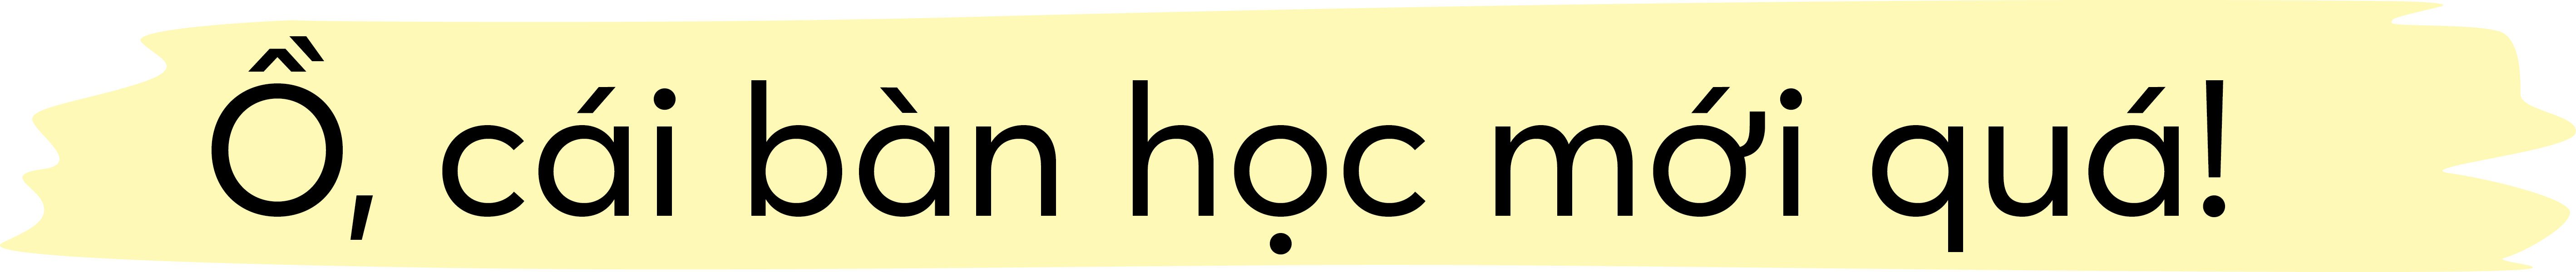 Ồ, cái bàn học mới quá!